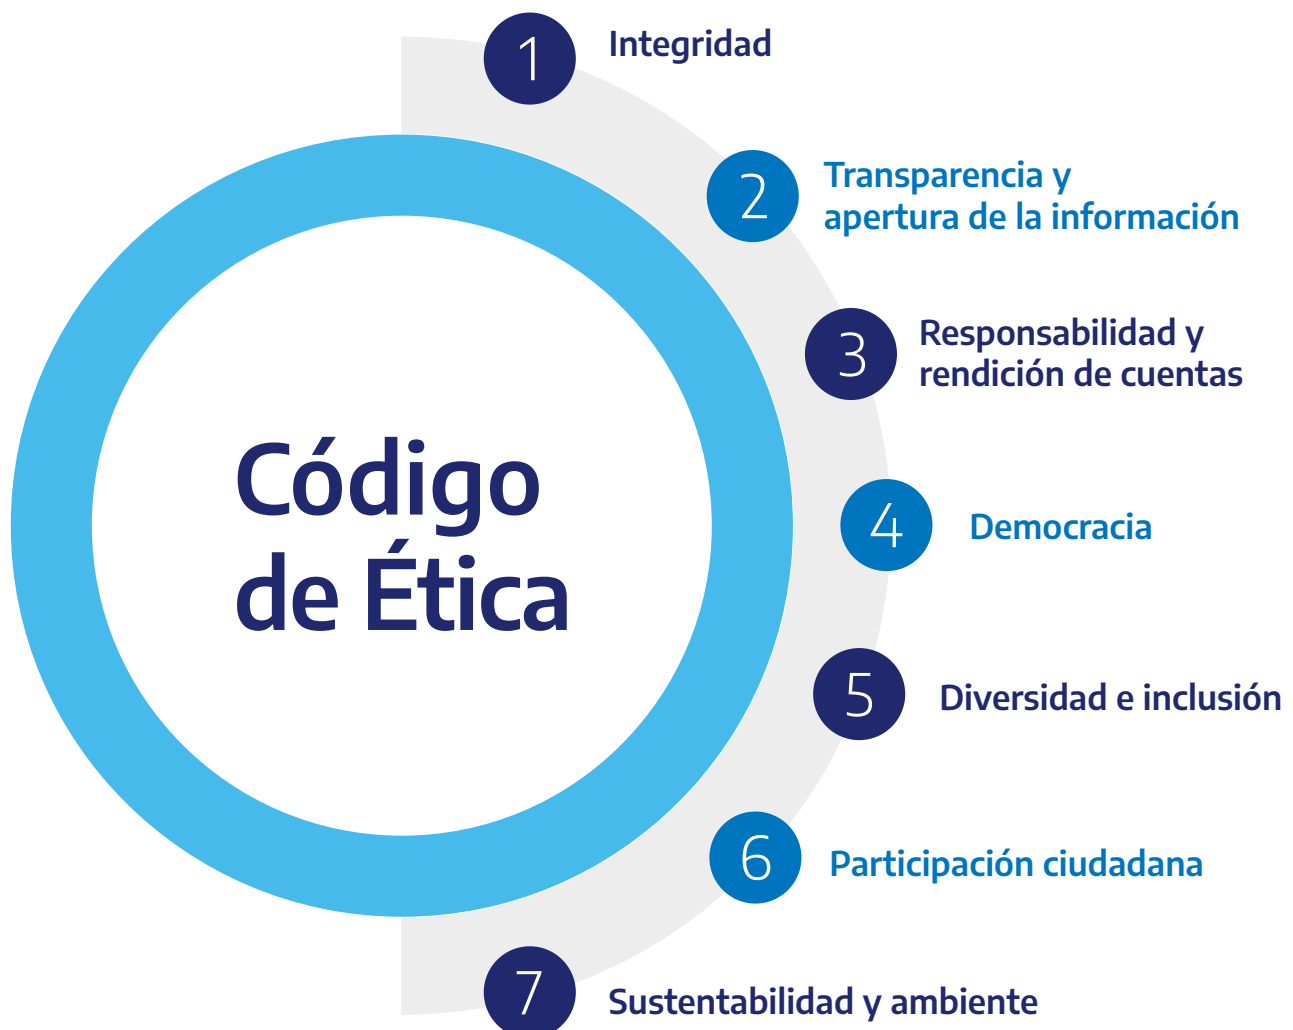 Código
de Ética
1
Integridad
2
Transparencia y
apertura de la información
3
Responsabilidad y
rendición de cuentas
4
Democracia
5
Diversidad e inclusión
6
Participación ciudadana
7
Sustentabilidad y ambiente